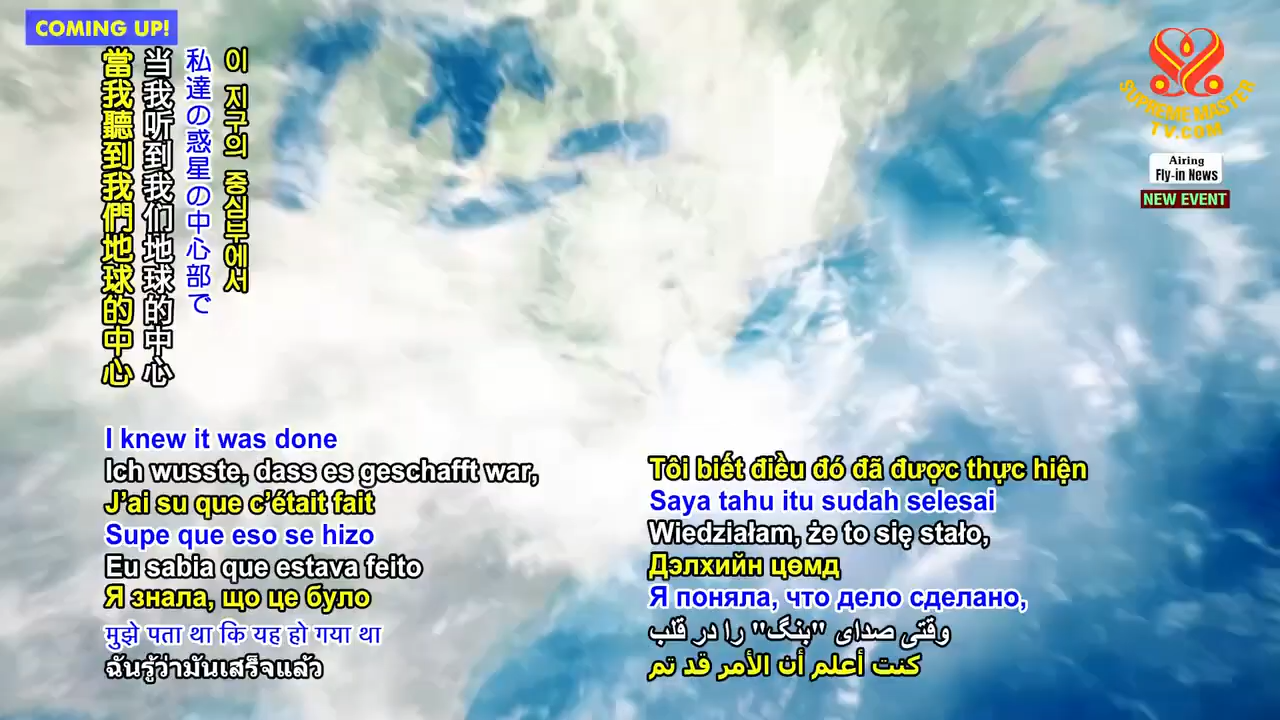 COMING UP!
이 지구의 중심부에서
私達の惑星の中心部で
当我听到我们地球的中心
當我聽到我們地球的中心
SUPREME MASTER
TV.COM
Airing
Fly-in News
NEW EVENT
I knew it was done
Ich wusste, dass es geschafft war,
J'ai su que c'était fait
Supe que eso se hizo
Eu sabia que estava feito
Я знала, що це було
मुझे पता था कि यह हो गया था
ฉันรู้ว่ามันเสร็จแล้ว
Tôi biết điều đó đã được thực hiện
Saya tahu itu sudah selesai
Wiedziałam, że to się stało,
Дэлхийн цөмд
Я поняла, что дело сделано,
وقتی صدای "بنگ" را در قلب
كنت أعلم أن الأمر قد تم